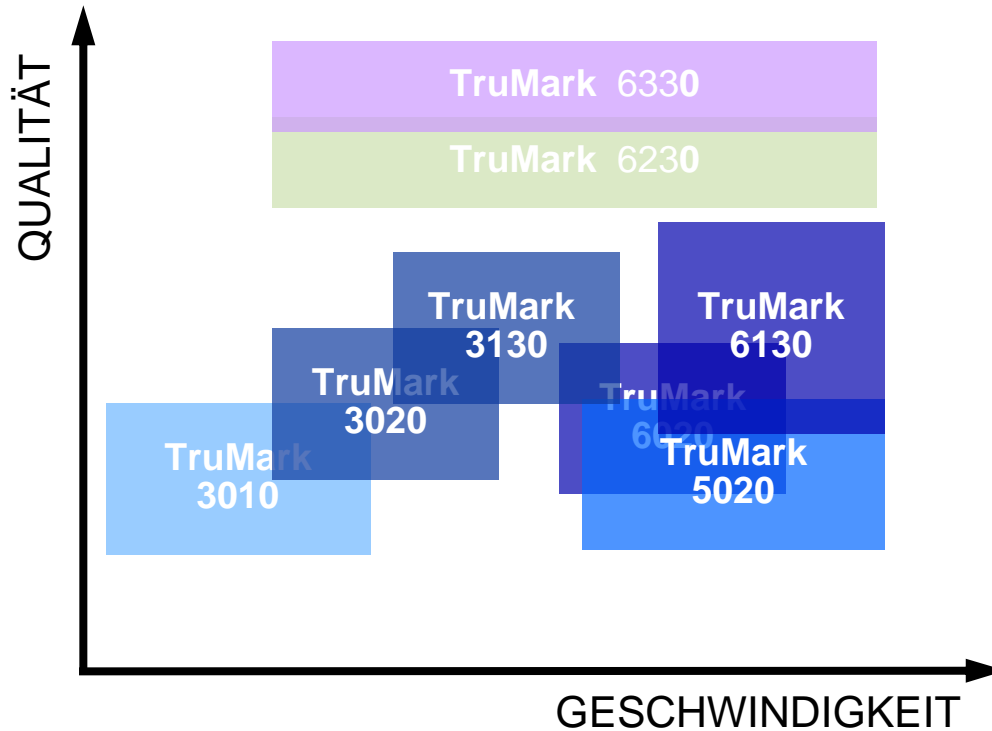 QUALITÄT
TruMark 6330
TruMark 6230
TruMark
3130
TruMark
6130
TruMark
3020
TruMark
6020
TruMark
3010
TruMark
5020
GESCHWINDIGKEIT